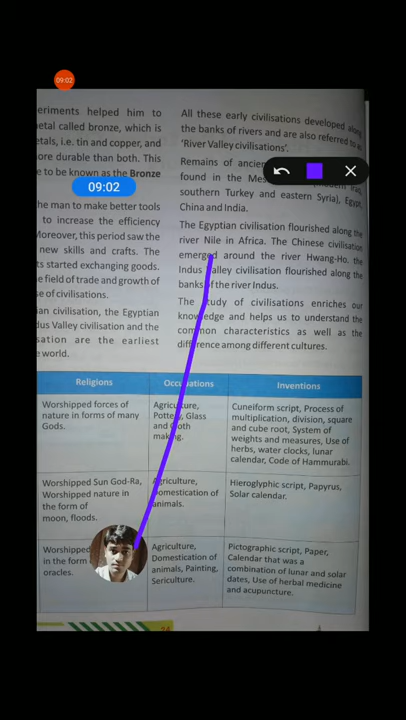 09:02
eriments helped him to
etal called bronze, which is
etals, i.e. tin and copper, and
ore durable than both. This
e to be known as the Bronze
09:02
he man to make better tools
to increase the efficiency
Moreover, this period saw the
new skills and crafts. The
ts started exchanging goods.
e field of trade and growth of
se of civilisations.
an civilisation, the Egyptian
dus Valley civilisation and the
sation are the earliest
e world.
All these early civilisations developed along
the banks of rivers and are also referred to as
'River Valley civilisations'.
Remains of
found in the
southern Turkey and eastern Syria), Egypt,
China and India.
The Egyptian civilisation flourished along the
river Nile in Africa. The Chinese civilisation
emerged around the river Hwang-Ho. the
Indus Valley civilisation flourished along the
banks of the river Indus.
The study of civilisations enriches our
knowledge and helps us to understand the
common characteristics as well as the
difference among different cultures.
Religions Occupations Inventions
Worshipped forces of
nature in forms of many
Gods.
Agriculture,
Pottery, Glass
and Cloth
making.
Cuneiform script, Process of
multiplication, division, square
and cube root, System of
weights and measures, Use of
herbs, water clocks, lunar
calendar, Code of Hammurabi.
Worshipped Sun God-Ra,
Worshipped nature in
the form of
moon, floods.
Agriculture,
Domestication of
animals.
Hieroglyphic script, Papyrus,
Solar calendar.
Worshipped
in the form
oracles.
Agriculture,
Domestication of
animals, Painting,
Sericulture.
Pictographic script, Paper,
Calendar that was a
combination of lunar and solar
dates, Use of herbal medicine
and acupuncture.